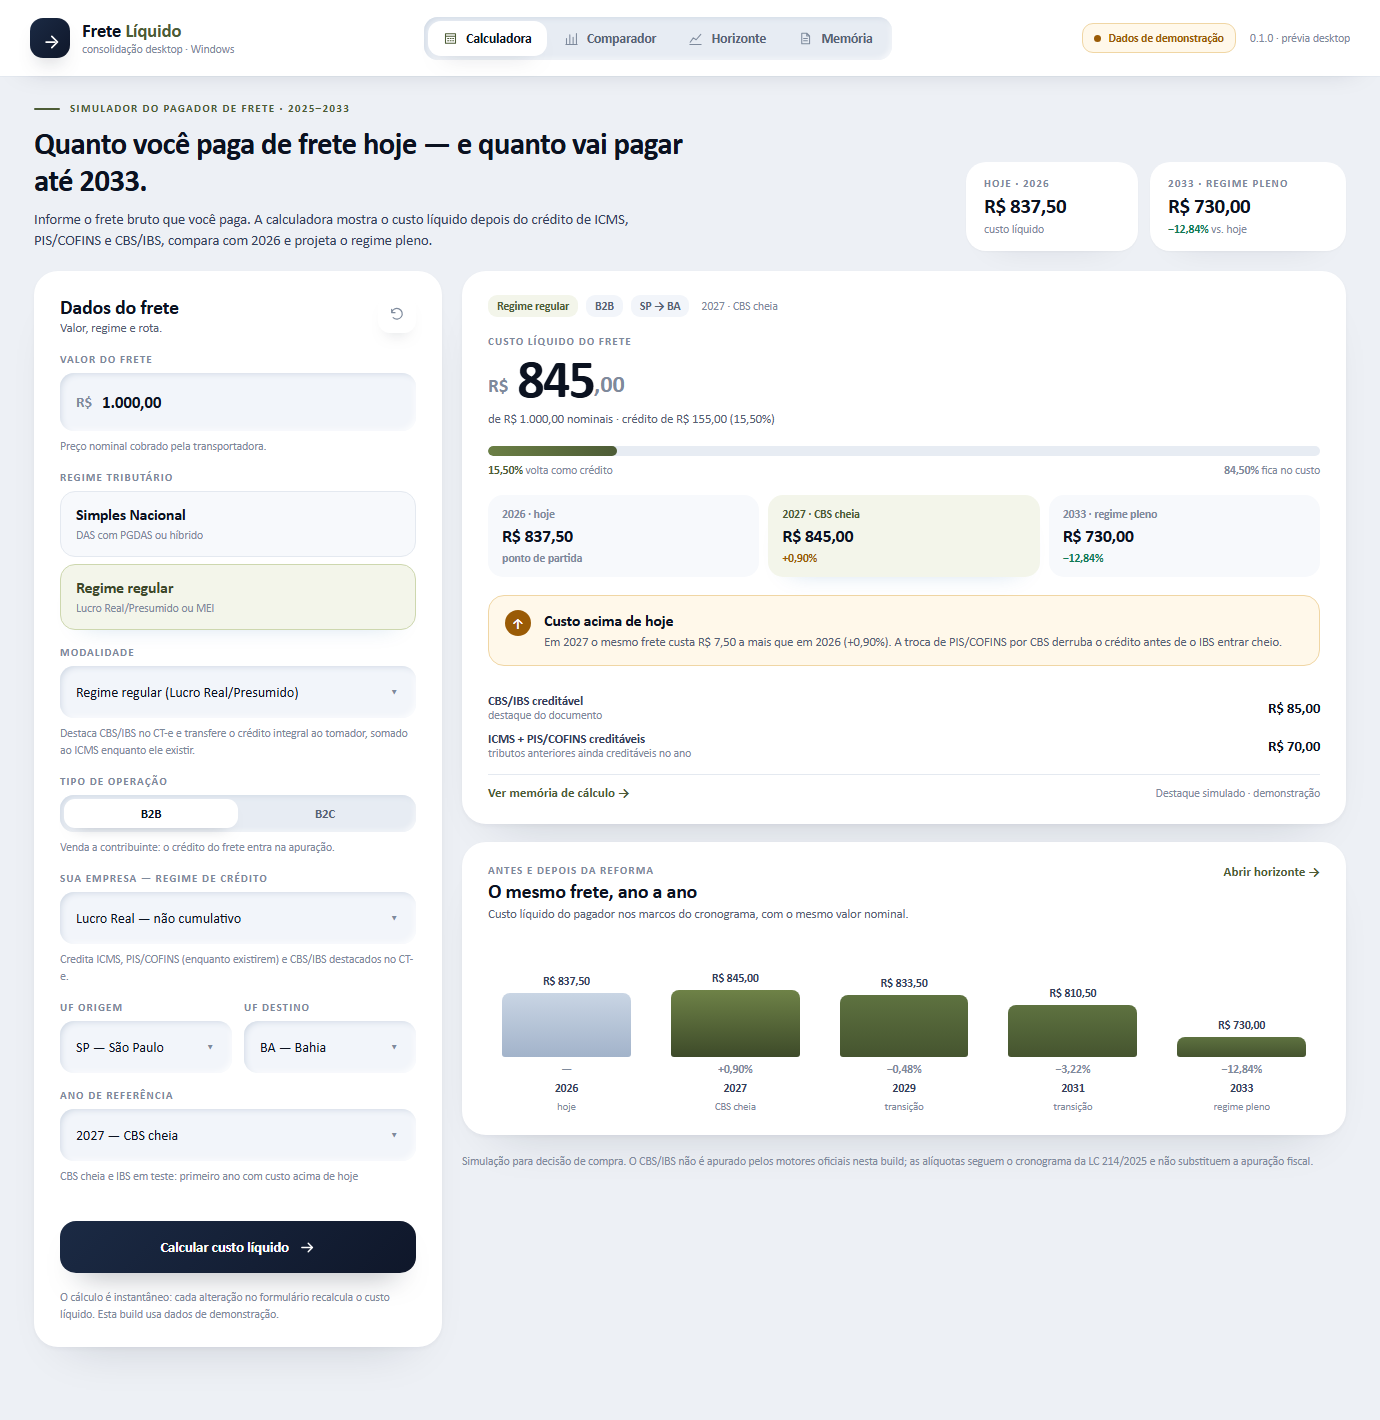 Frete Líquido
consolidação desktop · Windows
Calculadora
Comparador
Horizonte
Memória
Dados de demonstração
0.1.0 · prévia desktop
SIMULADOR DO PAGADOR DE FRETE · 2025–2033
Quanto você paga de frete hoje — e quanto vai pagar
até 2033.
Informe o frete bruto que você paga. A calculadora mostra o custo líquido depois do crédito de ICMS,
PIS/COFINS e CBS/IBS, compara com 2026 e projeta o regime pleno.
HOJE · 2026
R$ 837,50
custo líquido
2033 · REGIME PLENO
R$ 730,00
−12,84% vs. hoje
Dados do frete
Valor, regime e rota.
VALOR DO FRETE
R$ 1.000,00
Preço nominal cobrado pela transportadora.
REGIME TRIBUTÁRIO
Simples Nacional
DAS com PGDAS ou híbrido
Regime regular
Lucro Real/Presumido ou MEI
MODALIDADE
Regime regular (Lucro Real/Presumido)
Destaca CBS/IBS no CT-e e transfere o crédito integral ao tomador, somado
ao ICMS enquanto ele existir.
TIPO DE OPERAÇÃO
B2B
B2C
Venda a contribuinte: o crédito do frete entra na apuração.
SUA EMPRESA — REGIME DE CRÉDITO
Lucro Real — não cumulativo
Credita ICMS, PIS/COFINS (enquanto existirem) e CBS/IBS destacados no CT-
e.
UF ORIGEM
UF DESTINO
SP — São Paulo
BA — Bahia
ANO DE REFERÊNCIA
2027 — CBS cheia
CBS cheia e IBS em teste: primeiro ano com custo acima de hoje
Calcular custo líquido →
O cálculo é instantâneo: cada alteração no formulário recalcula o custo
líquido. Esta build usa dados de demonstração.
Regime regular
B2B
SP → BA
2027 · CBS cheia
CUSTO LÍQUIDO DO FRETE
R$ 845,00
de R$ 1.000,00 nominais · crédito de R$ 155,00 (15,50%)
15,50% volta como crédito
84,50% fica no custo
2026 · hoje
R$ 837,50
ponto de partida
2027 · CBS cheia
R$ 845,00
+0,90%
2033 · regime pleno
R$ 730,00
−12,84%
Custo acima de hoje
Em 2027 o mesmo frete custa R$ 7,50 a mais que em 2026 (+0,90%). A troca de PIS/COFINS por CBS derruba o crédito antes de o IBS entrar cheio.
CBS/IBS creditável
destaque do documento
R$ 85,00
ICMS + PIS/COFINS creditáveis
tributos anteriores ainda creditáveis no ano
R$ 70,00
Ver memória de cálculo →
Destaque simulado · demonstração
ANTES E DEPOIS DA REFORMA
O mesmo frete, ano a ano
Custo líquido do pagador nos marcos do cronograma, com o mesmo valor nominal.
Abrir horizonte →
R$ 837,50
—
2026
hoje
R$ 845,00
+0,90%
2027
CBS cheia
R$ 833,50
−0,48%
2029
transição
R$ 810,50
−3,22%
2031
transição
R$ 730,00
−12,84%
2033
regime pleno
Simulação para decisão de compra. O CBS/IBS não é apurado pelos motores oficiais nesta build; as alíquotas seguem o cronograma da LC 214/2025 e não substituem a apuração fiscal.